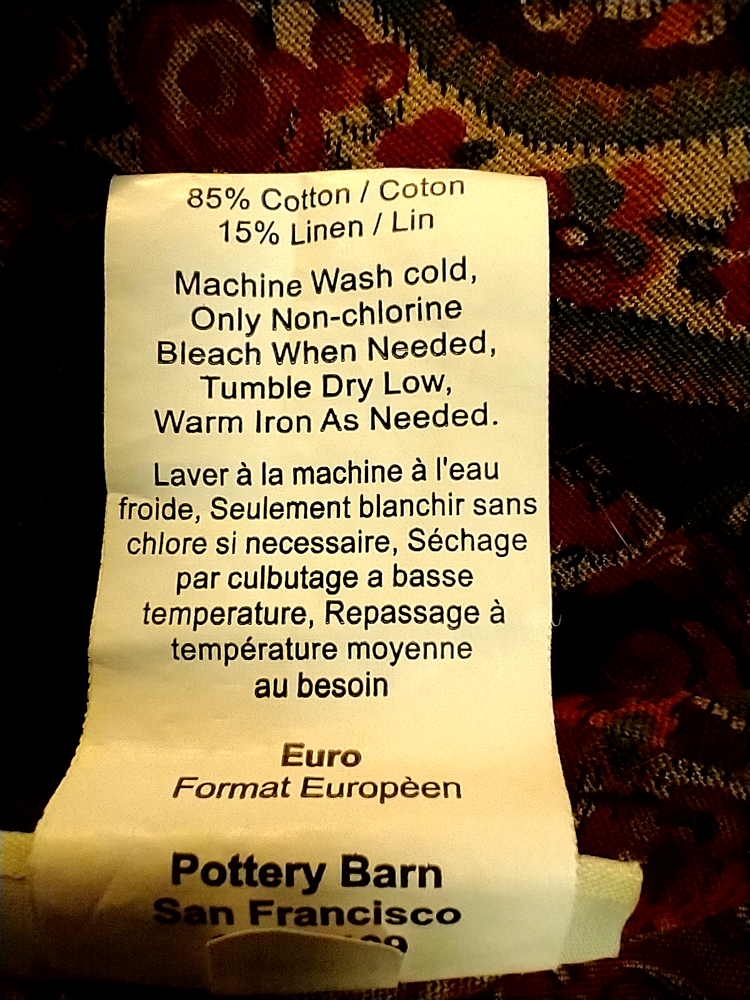 85% Cotton / Coton
15% Linen / Lin
Machine Wash cold,
Only Non-chlorine
Bleach When Needed,
Tumble Dry Low,
Warm Iron As Needed.
Laver à la machine à l'eau
froide, Seulement blanchir sans
chlore si necessaire, Séchage
par culbutage a basse
temperature, Repassage à
température moyenne
au besoin
Euro
Format Europèen
Pottery Barn
San Francisco